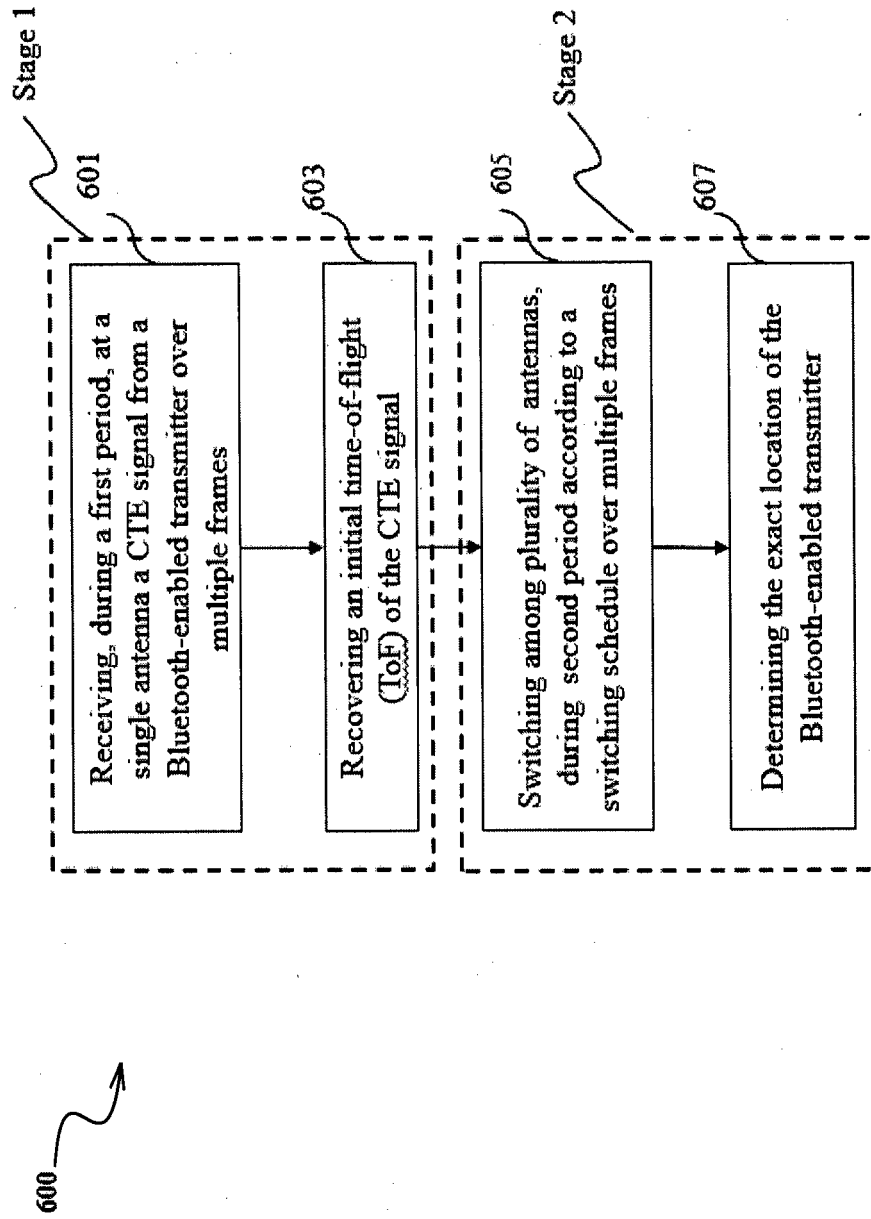 600
Stage 1
601
Receiving, during a first period, at a
single antenna a CTE signal from a
Bluetooth-enabled transmitter over
multiple frames
603
Recovering an initial time-of-flight
(ToF) of the CTE signal
Stage 2
605
Switching among plurality of antennas,
during second period according to a
switching schedule over multiple frames
607
Determining the exact location of the
Bluetooth-enabled transmitter